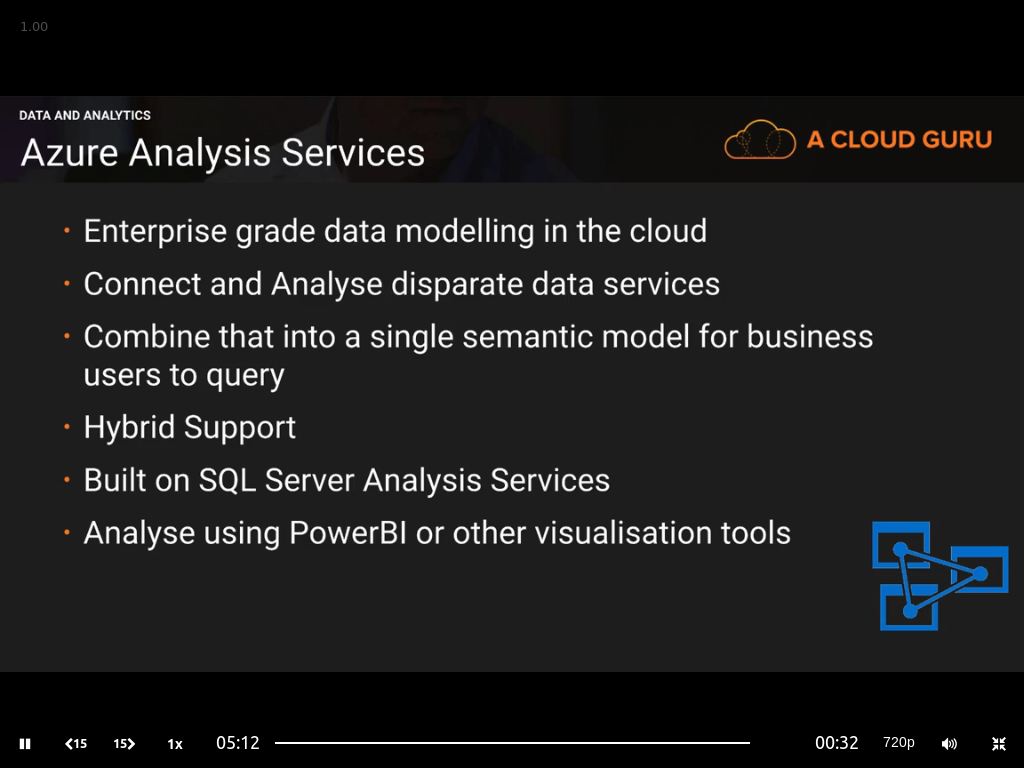 1.00
DATA AND ANALYTICS
Azure Analysis Services
A CLOUD GURU
• Enterprise grade data modelling in the cloud
• Connect and Analyse disparate data services
• Combine that into a single semantic model for business
users to query
• Hybrid Support
• Built on SQL Server Analysis Services
• Analyse using PowerBI or other visualisation tools
15 15 1x 05:12 00:32 720p